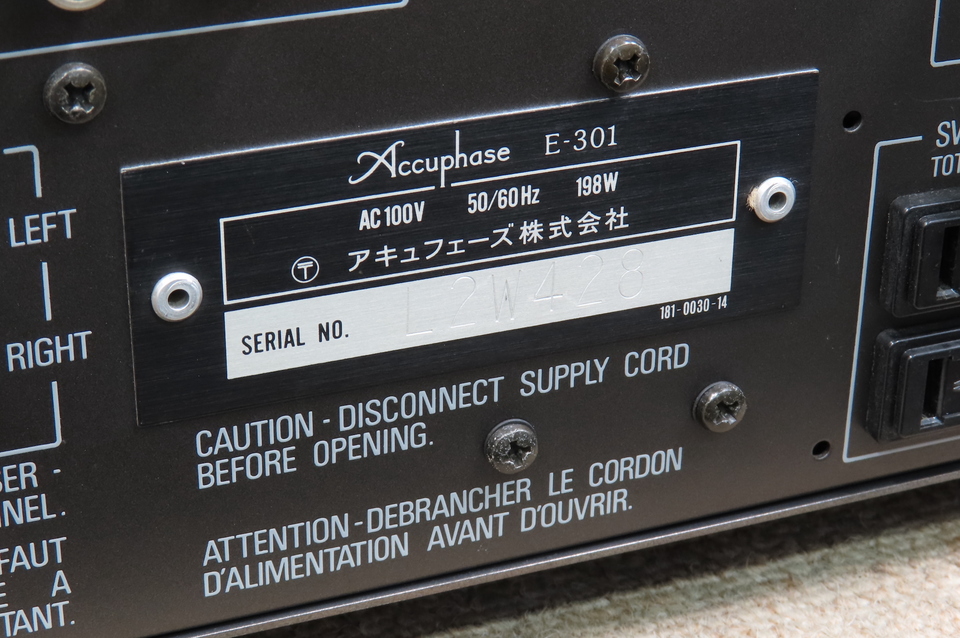 Accuphase E-301
AC100V 50/60Hz 198W
〒 アキュフェーズ株式会社
SERIAL NO. L2W428
181-0030-14
CAUTION - DISCONNECT SUPPLY CORD
BEFORE OPENING.
ATTENTION - DEBRANCHER LE CORDON
D'ALIMENTATION AVANT D'OUVRIR.
LEFT
RIGHT
SER -
NNEL.
FAUT
E A
TANT.
SW
TOT